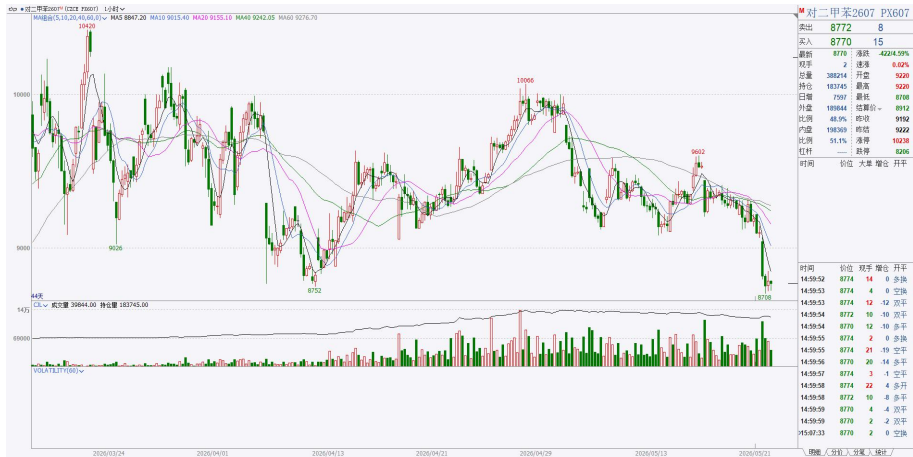 对二甲苯2607ᴹ (CZCE PX607) 1小时
MA组合(5,10,20,40,60,0) MA5 8847.20 MA10 9015.40 MA20 9155.10 MA40 9242.05 MA60 9276.70
10420
10066
10000
9602
9026
9000
8752
8708
44天
CJL 成交量 39844.00 持仓量 183745.00
14万
69000
VOLATILITY(60)
2026/03/24 2026/04/01 2026/04/13 2026/04/21 2026/04/29 2026/05/13 2026/05/21
M 对二甲苯2607 PX607
卖出 8772 8
买入 8770 15
最新 8770 涨跌 -422/4.59%
现手 2 速涨 0.02%
总量 388214 开盘 9220
持仓 183745 最高 9220
日增 7597 最低 8708
外盘 189844 结算价 8912
比例 48.9% 昨收 9192
内盘 198369 昨结 9222
比例 51.1% 涨停 10238
杠杆 —— 跌停 8206
时间 价位 大单 增仓 开平
时间 价位 现手 增仓 开平
14:59:52 8774 14 0 多换
14:59:53 8774 4 0 空换
14:59:53 8774 12 -12 双平
14:59:54 8772 10 -10 双平
14:59:54 8770 12 -10 多平
14:59:55 8774 2 0 多换
14:59:55 8774 21 -19 空平
14:59:56 8770 20 -14 多平
14:59:57 8774 3 -1 空平
14:59:58 8774 22 4 多开
14:59:58 8772 10 -8 多平
14:59:59 8770 4 -4 双平
14:59:59 8770 2 -2 双平
15:07:33 8770 2 0 空换
明细 分价 分笔 统计